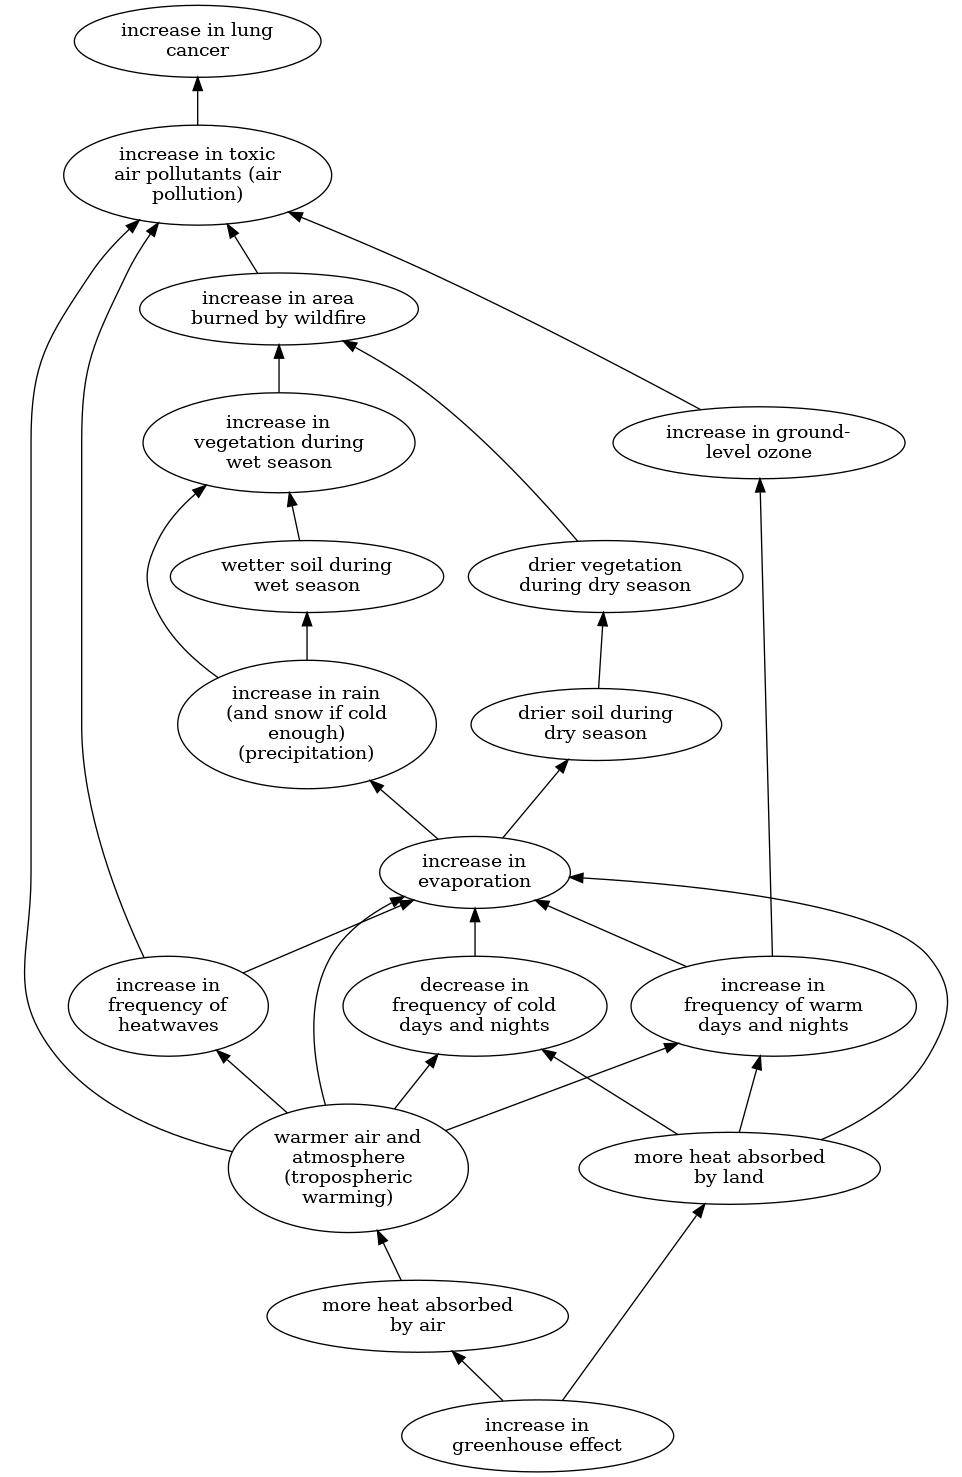 increase in lung
cancer
increase in toxic
air pollutants (air
pollution)
increase in area
burned by wildfire
increase in
vegetation during
wet season
increase in ground-
level ozone
wetter soil during
wet season
drier vegetation
during dry season
increase in rain
(and snow if cold
enough)
(precipitation)
drier soil during
dry season
increase in
evaporation
increase in
frequency of
heatwaves
decrease in
frequency of cold
days and nights
increase in
frequency of warm
days and nights
warmer air and
atmosphere
(tropospheric
warming)
more heat absorbed
by land
more heat absorbed
by air
increase in
greenhouse effect